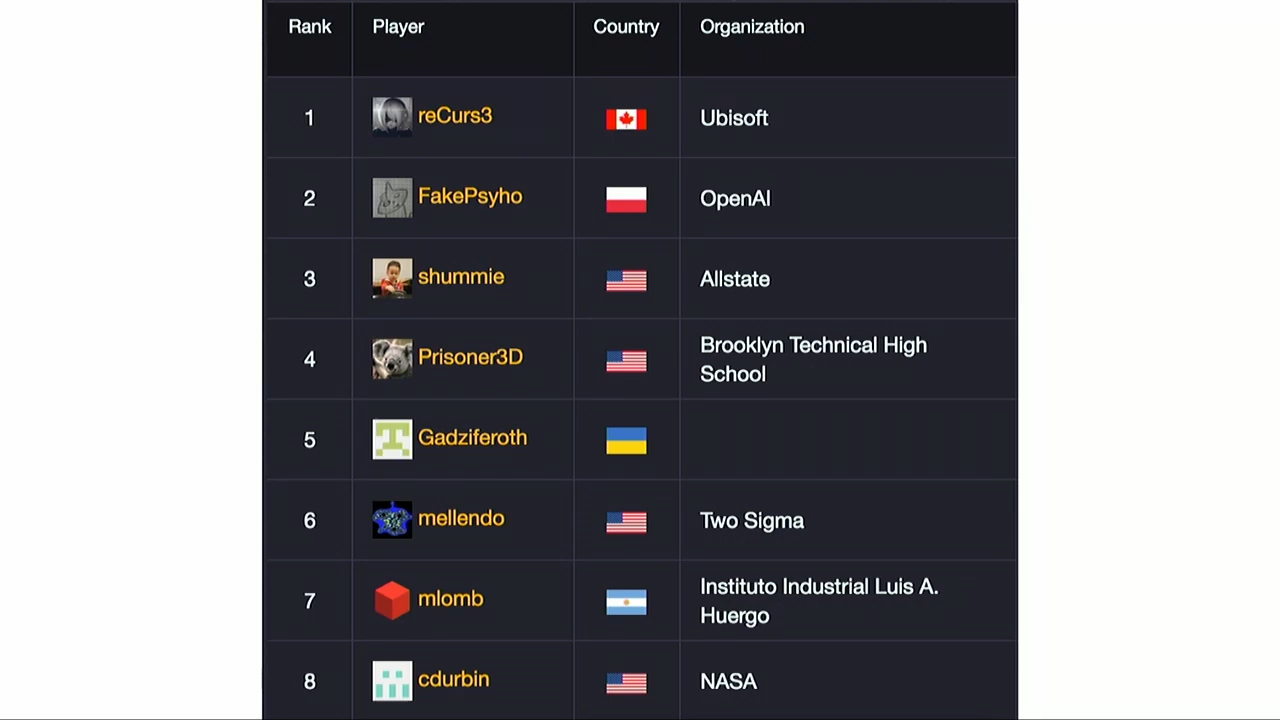 Rank Player Country Organization
1 reCurs3 Ubisoft
2 FakePsyho OpenAI
3 shummie Allstate
4 Prisoner3D Brooklyn Technical High
School
5 Gadziferoth
6 mellendo Two Sigma
7 mlomb Instituto Industrial Luis A.
Huergo
8 cdurbin NASA